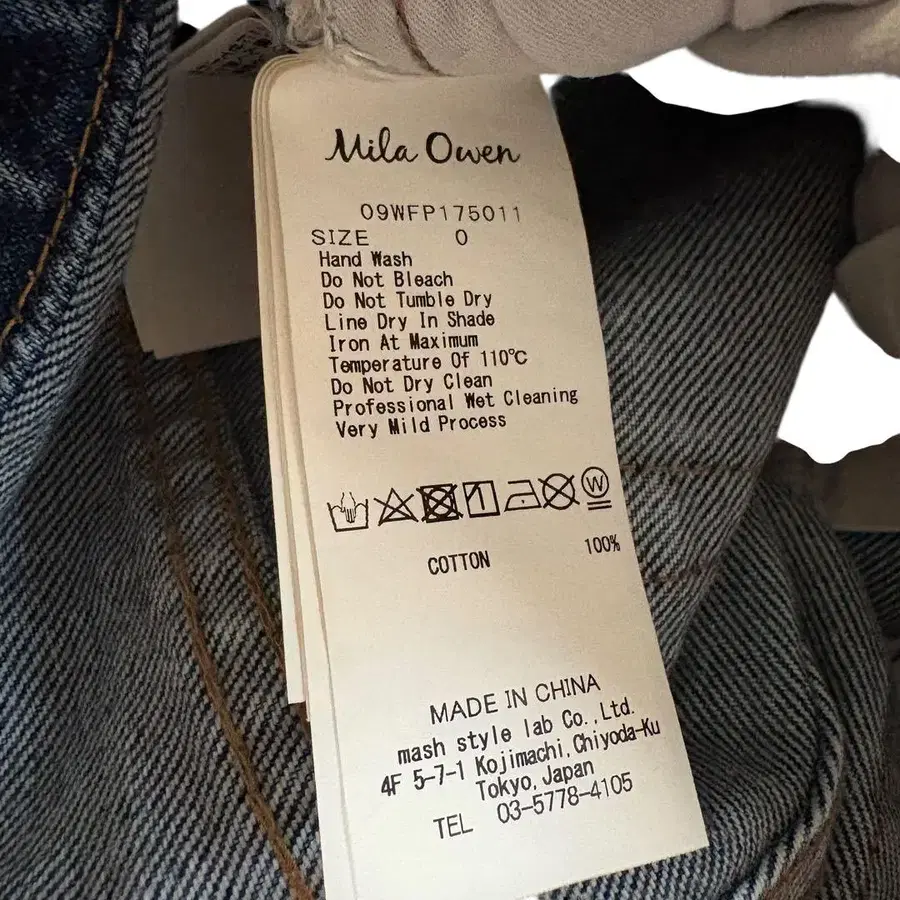 Mila Owen
09WFP175011
SIZE 0
Hand Wash
Do Not Bleach
Do Not Tumble Dry
Line Dry In Shade
Iron At Maximum
Temperature Of 110℃
Do Not Dry Clean
Professional Wet Cleaning
Very Mild Process
W
COTTON 100%
MADE IN CHINA
mash style lab Co.,Ltd.
4F 5-7-1 Kojimachi,Chiyoda-Ku
Tokyo,Japan
TEL 03-5778-4105